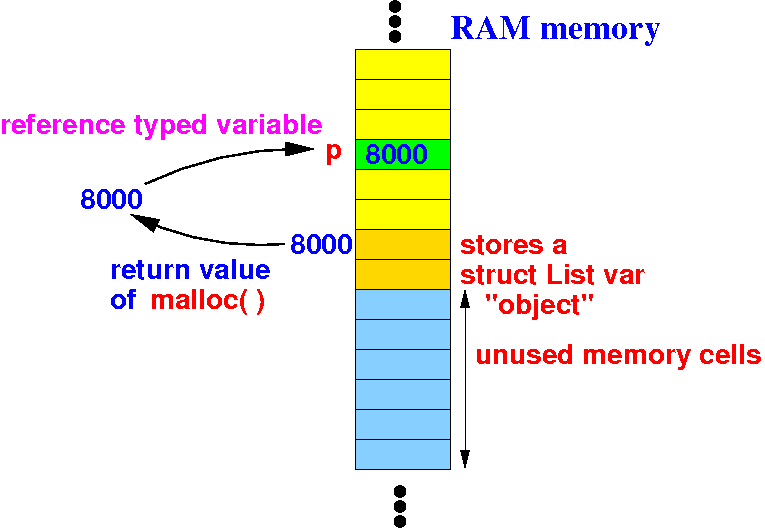 RAM memory
reference typed variable
p
8000
8000
8000
stores a
struct List var
"object"
return value
of malloc( )
unused memory cells